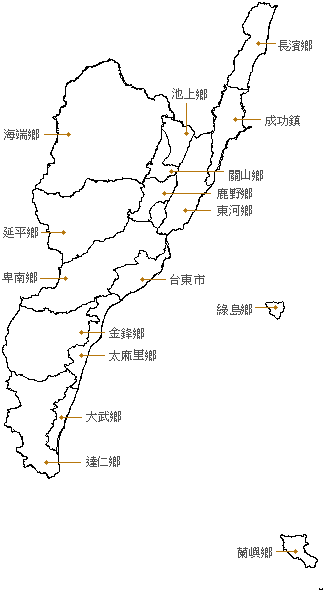 長濱鄉
池上鄉
成功鎮
海端鄉
關山鄉
鹿野鄉
東河鄉
延平鄉
卑南鄉
台東市
綠島鄉
金鋒鄉
太麻里鄉
大武鄉
達仁鄉
蘭嶼鄉